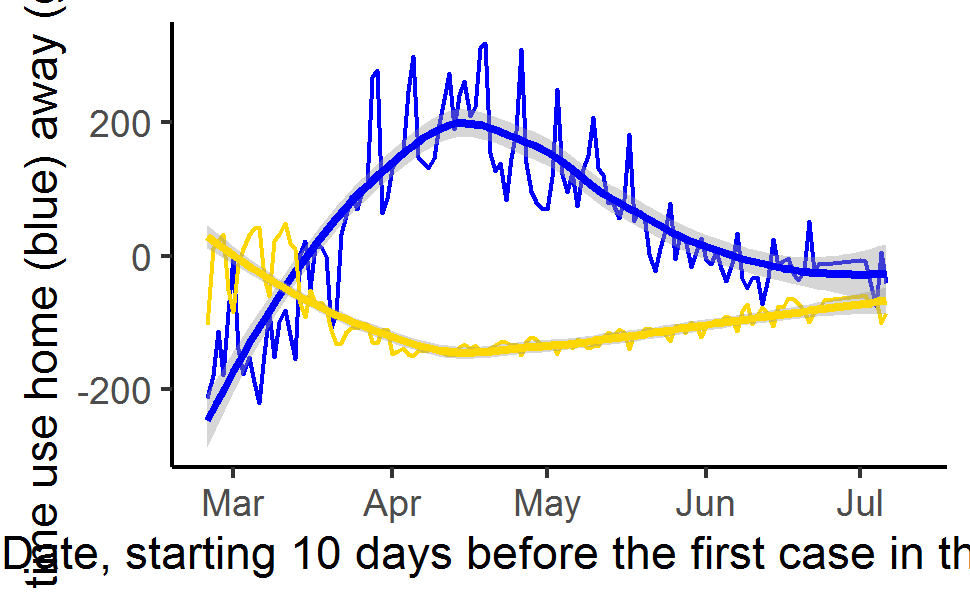 time use home (blue) away (
200
0
-200
Mar Apr May Jun Jul
Date, starting 10 days before the first case in th